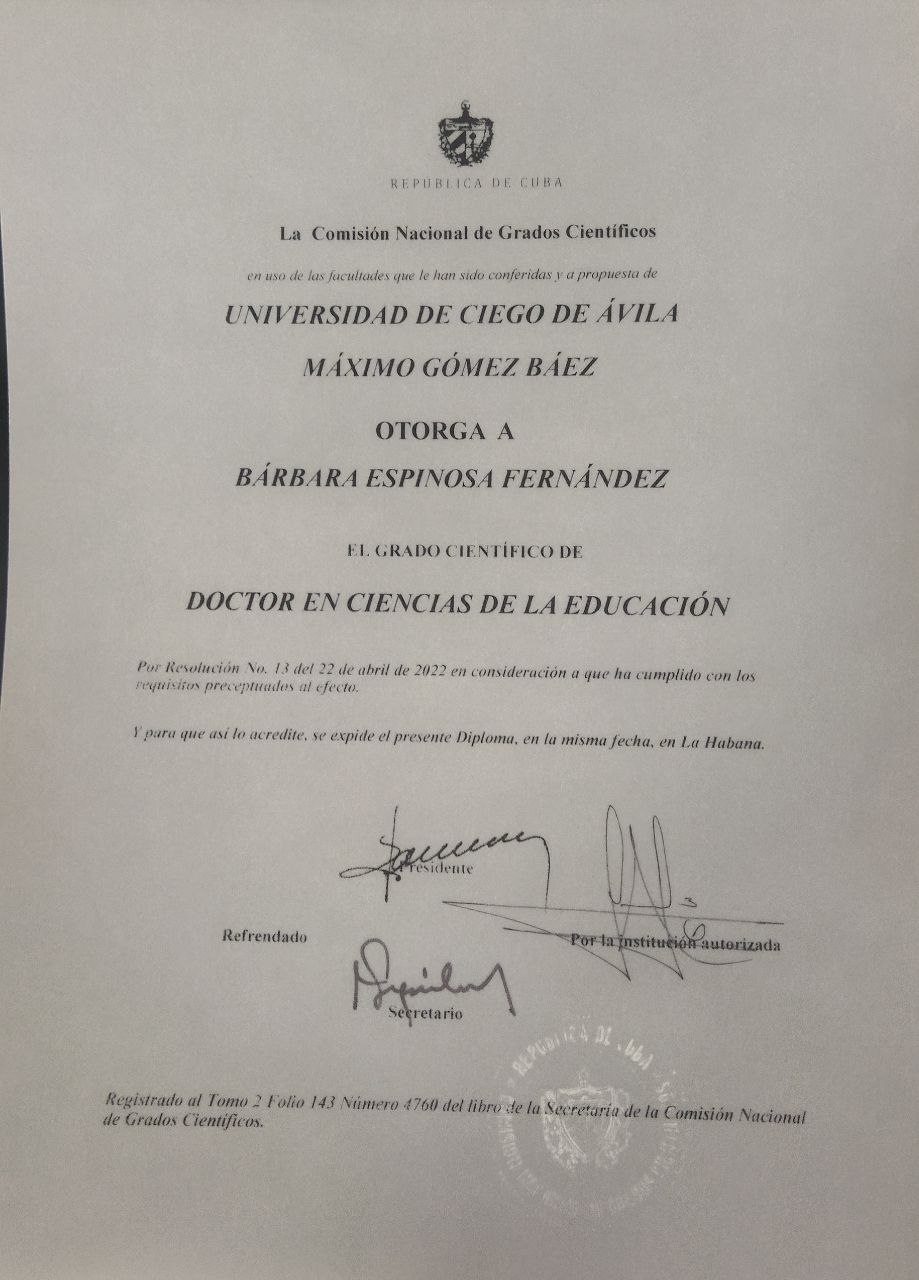 REPÚBLICA DE CUBA
La Comisión Nacional de Grados Científicos
en uso de las facultades que le han sido conferidas y a propuesta de
UNIVERSIDAD DE CIEGO DE ÁVILA
MÁXIMO GÓMEZ BÁEZ
OTORGA A
BÁRBARA ESPINOSA FERNÁNDEZ
EL GRADO CIENTÍFICO DE
DOCTOR EN CIENCIAS DE LA EDUCACIÓN
Por Resolución No. 13 del 22 de abril de 2022 en consideración a que ha cumplido con los
requisitos preceptuados al efecto.
Y para que así lo acredite, se expide el presente Diploma, en la misma fecha, en La Habana.
Presidente
Refrendado
Por la institución autorizada
Secretario
REPUBLICA DE CUBA
Registrado al Tomo 2 Folio 143 Número 4760 del libro de la Secretaría de la Comisión Nacional
de Grados Científicos.